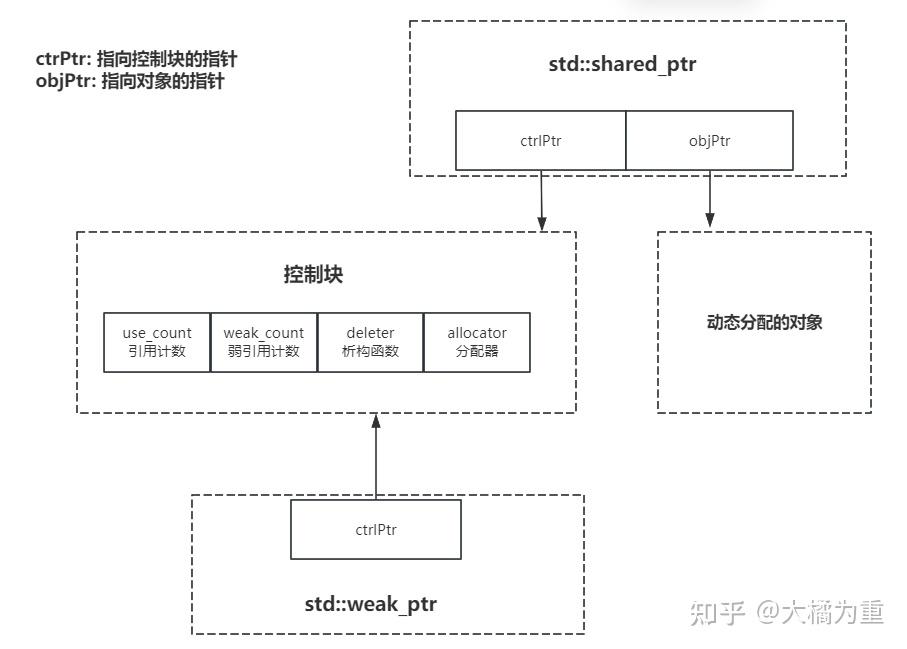 ctrPtr: 指向控制块的指针
objPtr: 指向对象的指针
std::shared_ptr
ctrlPtr
objPtr
控制块
use_count
引用计数
weak_count
弱引用计数
deleter
析构函数
allocator
分配器
动态分配的对象
ctrlPtr
std::weak_ptr
知乎 @大橘为重